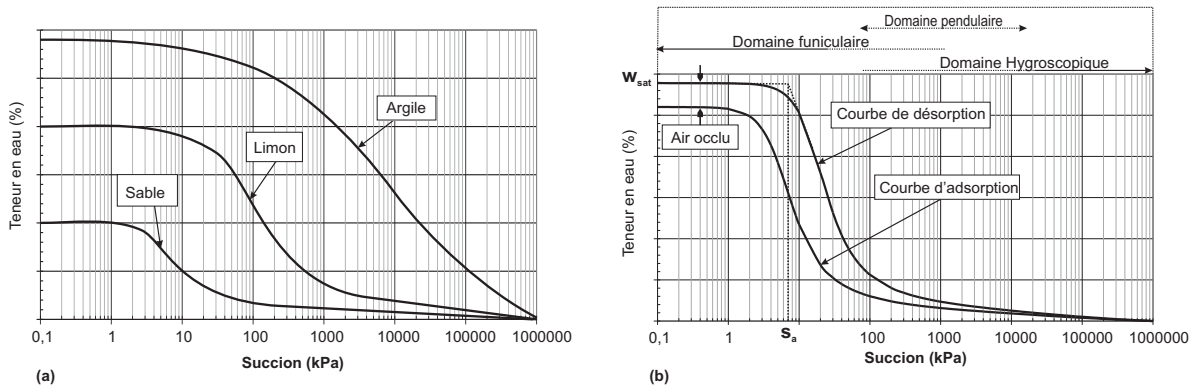 Teneur en eau (%)
Argile
Limon
Sable
0,1 1 10 100 1000 10000 100000 1000000
Succion (kPa)
(a)
Domaine pendulaire
Domaine funiculaire
Domaine Hygroscopique
Wsat
Teneur en eau (%)
Air occlu
Courbe de désorption
Courbe d'adsorption
0,1 1 Sa 100 1000 10000 100000 1000000
Succion (kPa)
(b)